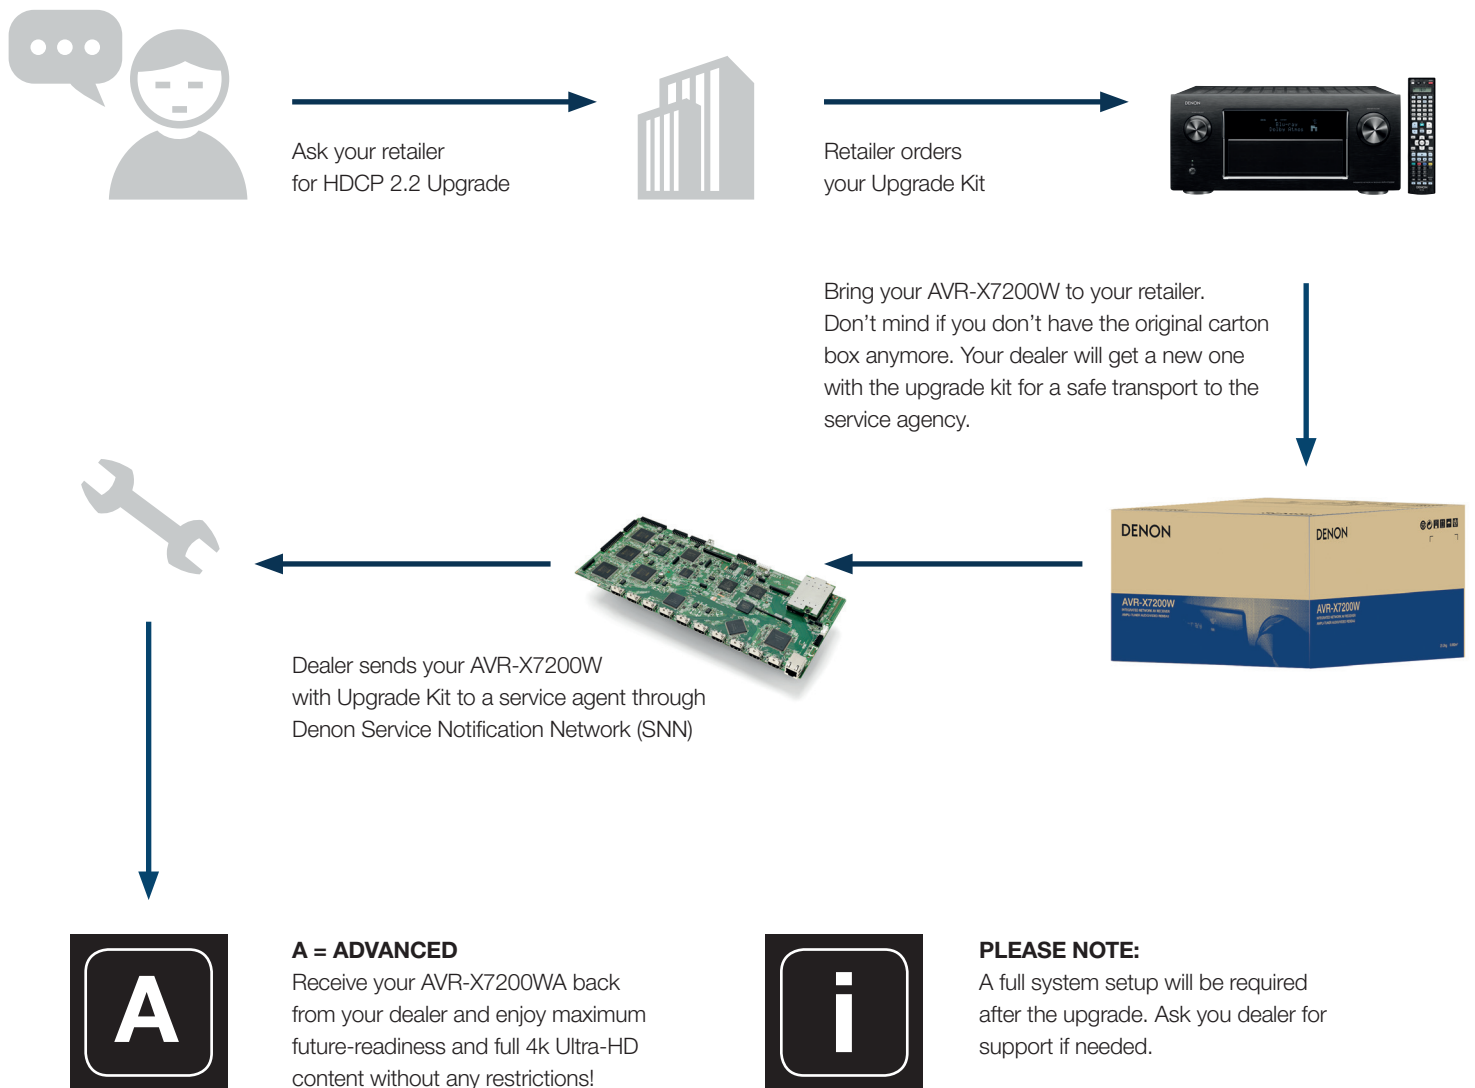 Ask your retailer
for HDCP 2.2 Upgrade
Retailer orders
your Upgrade Kit
DENON
Blu-ray
Dolby Atmos
Bring your AVR-X7200W to your retailer.
Don’t mind if you don’t have the original carton
box anymore. Your dealer will get a new one
with the upgrade kit for a safe transport to the
service agency.
DENON
DENON
AVR-X7200W
AVR-X7200W
Dealer sends your AVR-X7200W
with Upgrade Kit to a service agent through
Denon Service Notification Network (SNN)
A
A = ADVANCED
Receive your AVR-X7200WA back
from your dealer and enjoy maximum
future-readiness and full 4k Ultra-HD
content without any restrictions!
i
PLEASE NOTE:
A full system setup will be required
after the upgrade. Ask you dealer for
support if needed.